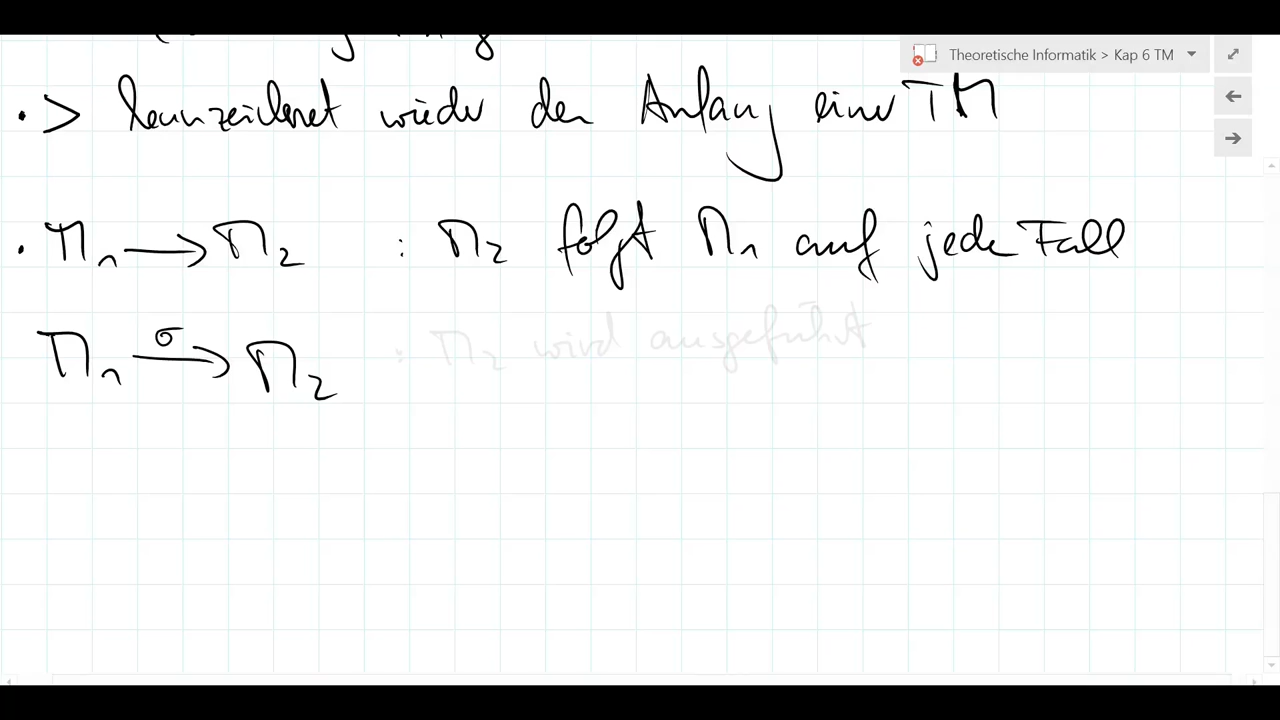 Theoretische Informatik > Kap 6 TM
• > kennzeichnet wieder den Anfang einer TM
• M₁ → M₂ : M₂ folgt M₁ auf jede Fall
M₁ →σ M₂ : M₂ wird ausgeführt